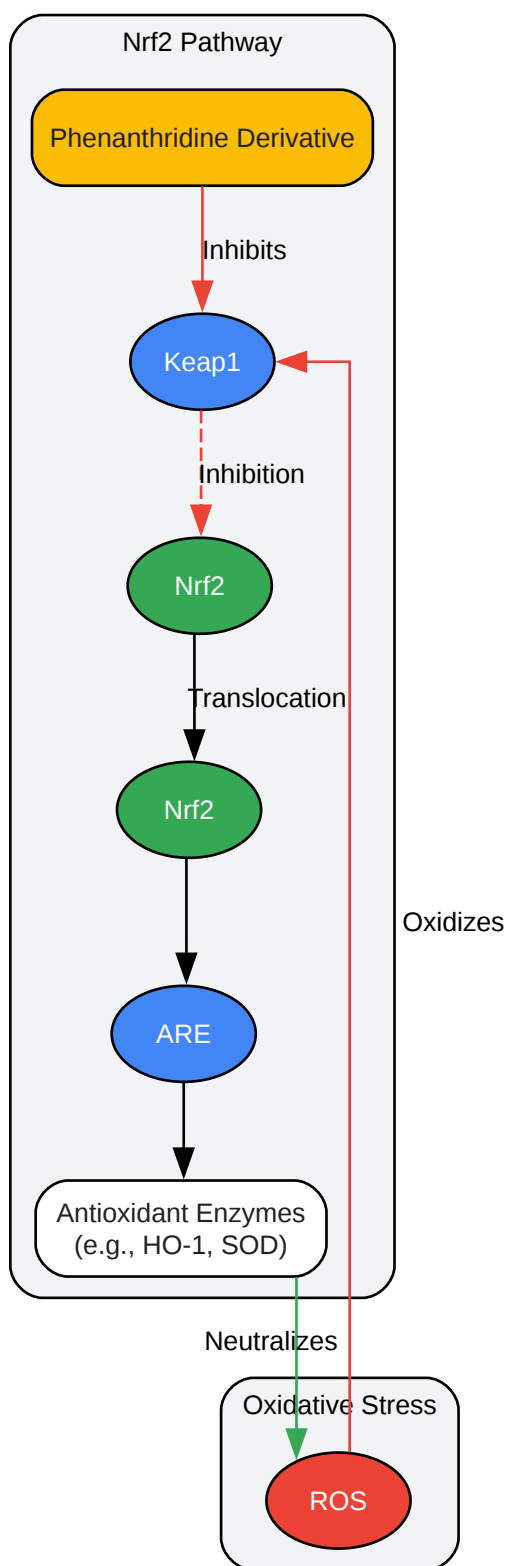 Nrf2 Pathway
Phenanthridine Derivative
Inhibits
Keap1
Inhibition
Nrf2
Translocation
Nrf2
Oxidizes
ARE
Antioxidant Enzymes
(e.g., HO-1, SOD)
Neutralizes
Oxidative Stress
ROS